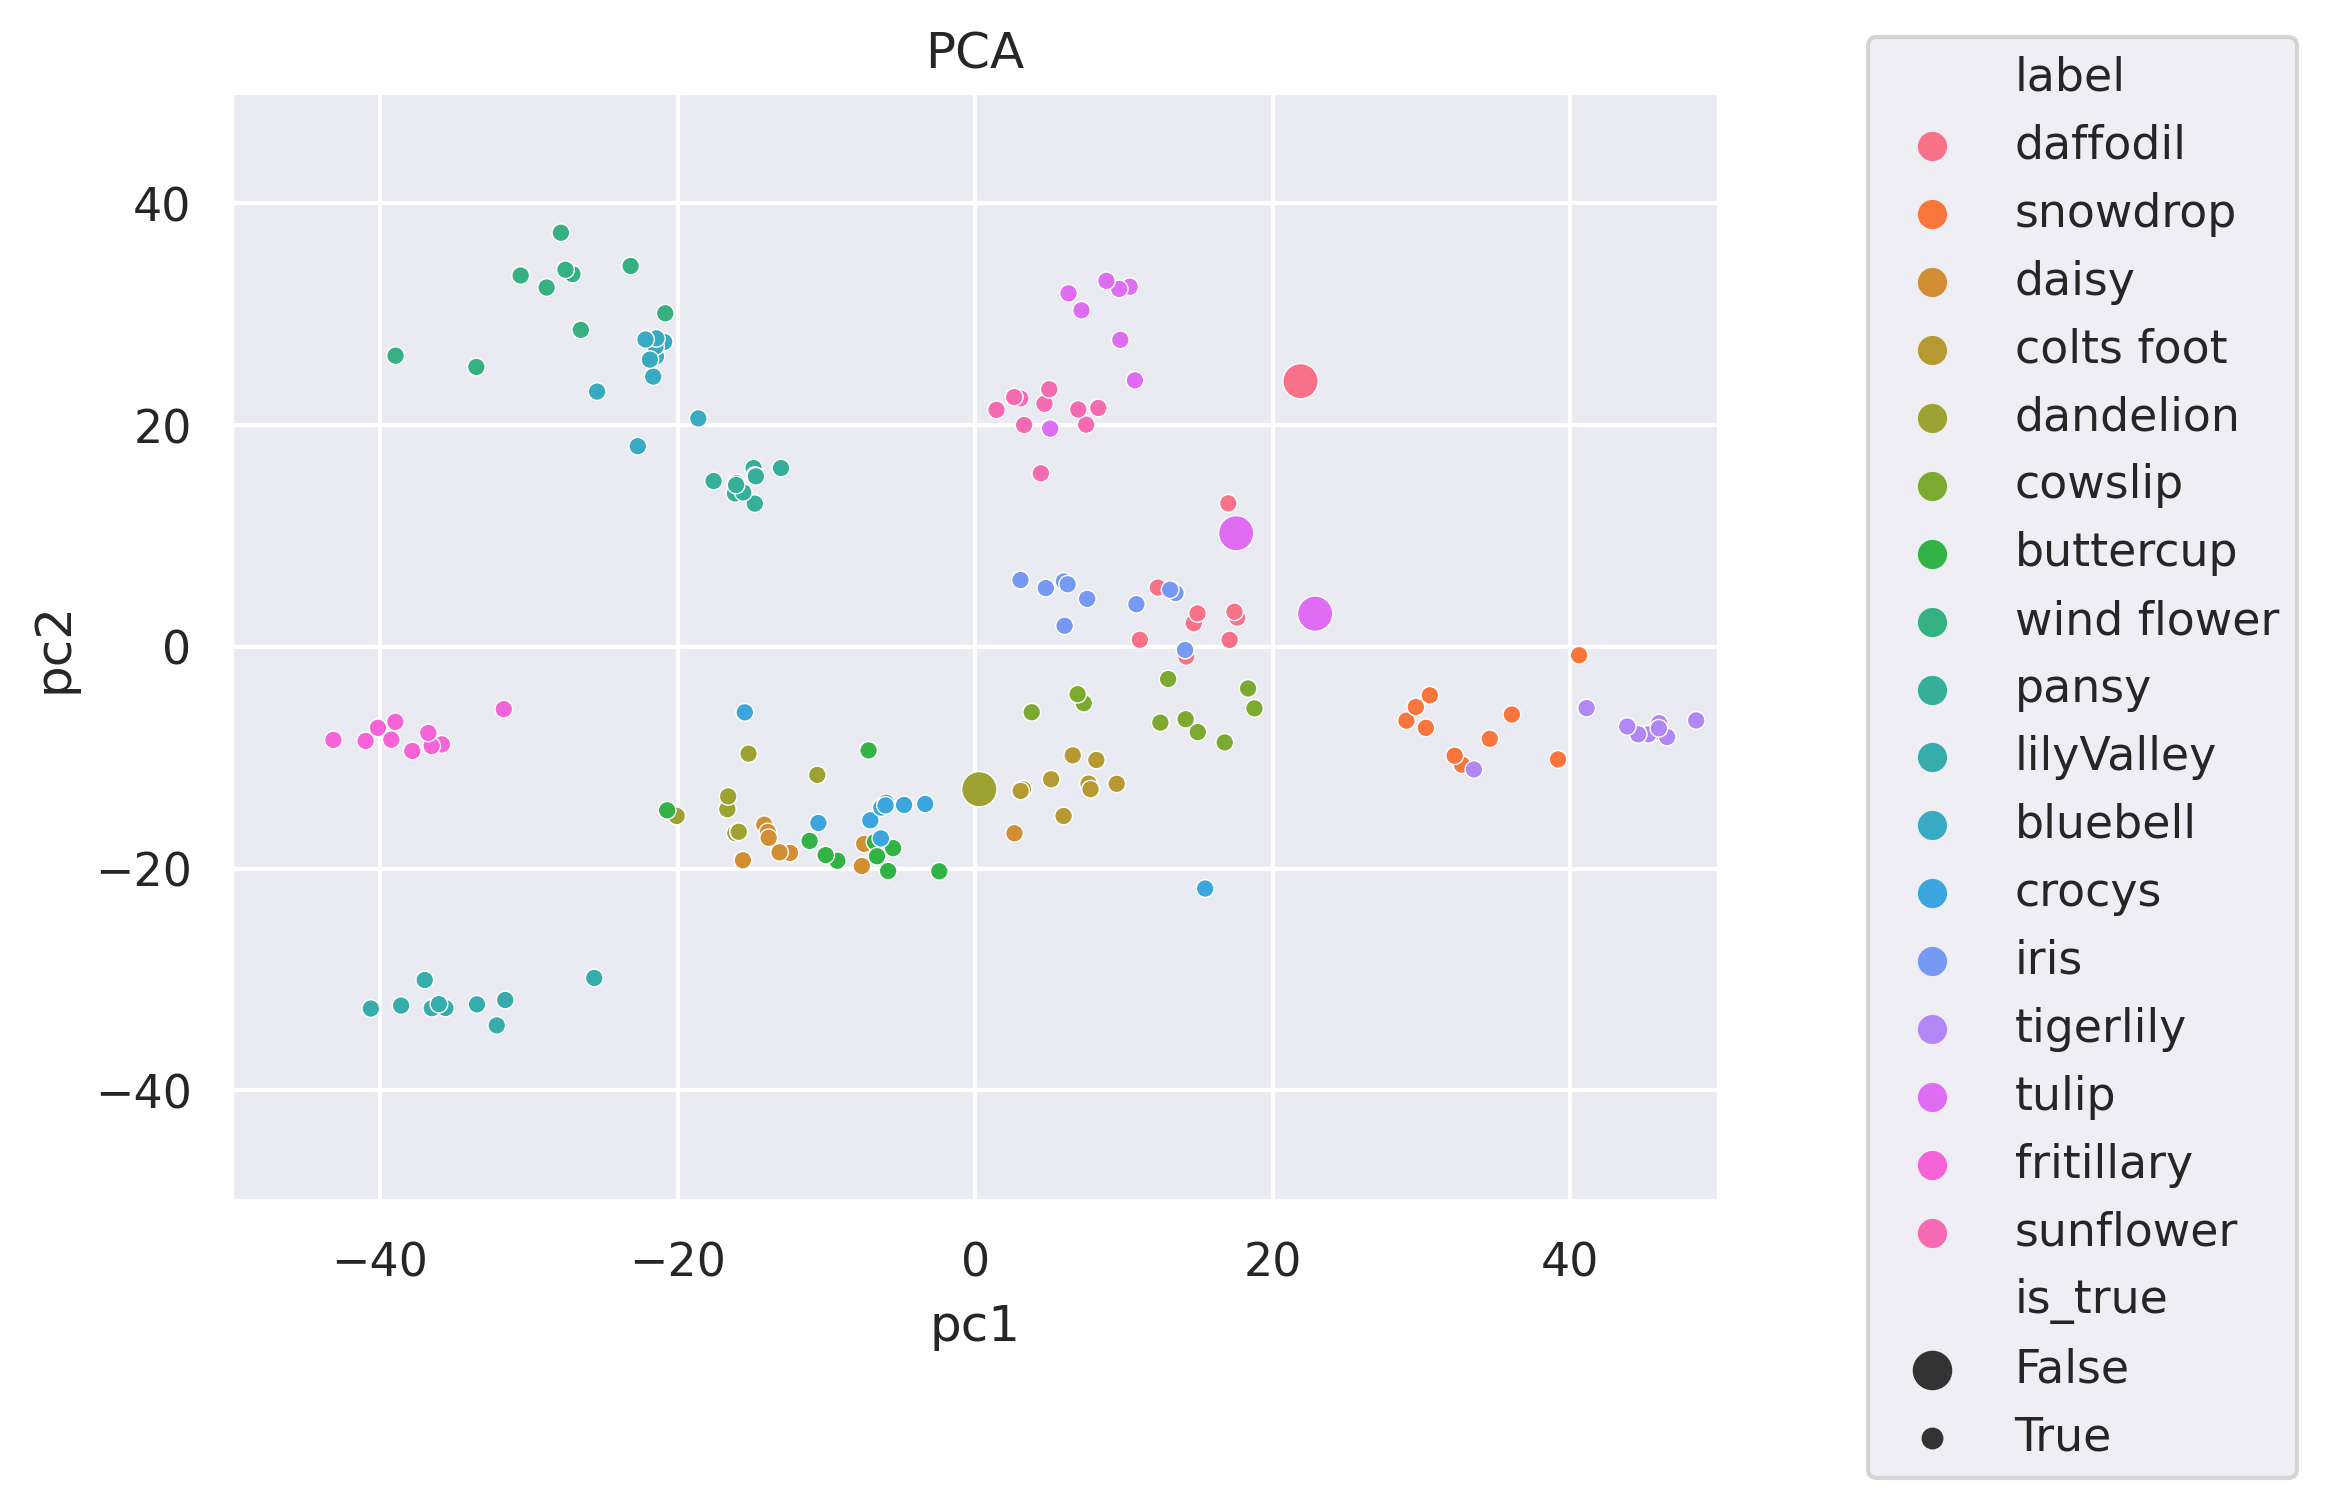 PCA
40
20
0
−20
−40
pc2
−40
−20
0
20
40
pc1
label
daffodil
snowdrop
daisy
colts foot
dandelion
cowslip
buttercup
wind flower
pansy
lilyValley
bluebell
crocys
iris
tigerlily
tulip
fritillary
sunflower
is_true
False
True